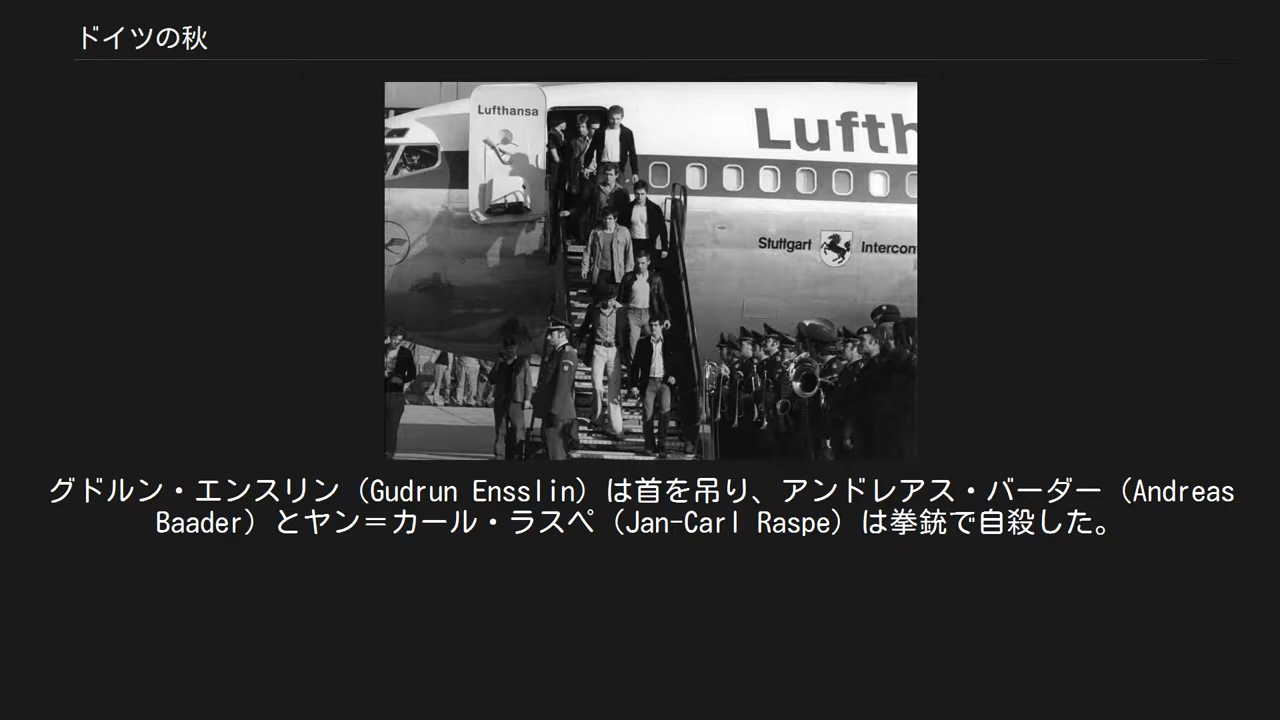 ドイツの秋
Lufthansa
Lufth
Stuttgart Intercon
グドルン・エンスリン（Gudrun Ensslin）は首を吊り、アンドレアス・バーダー（Andreas
Baader）とヤン＝カール・ラスペ（Jan-Carl Raspe）は拳銃で自殺した。